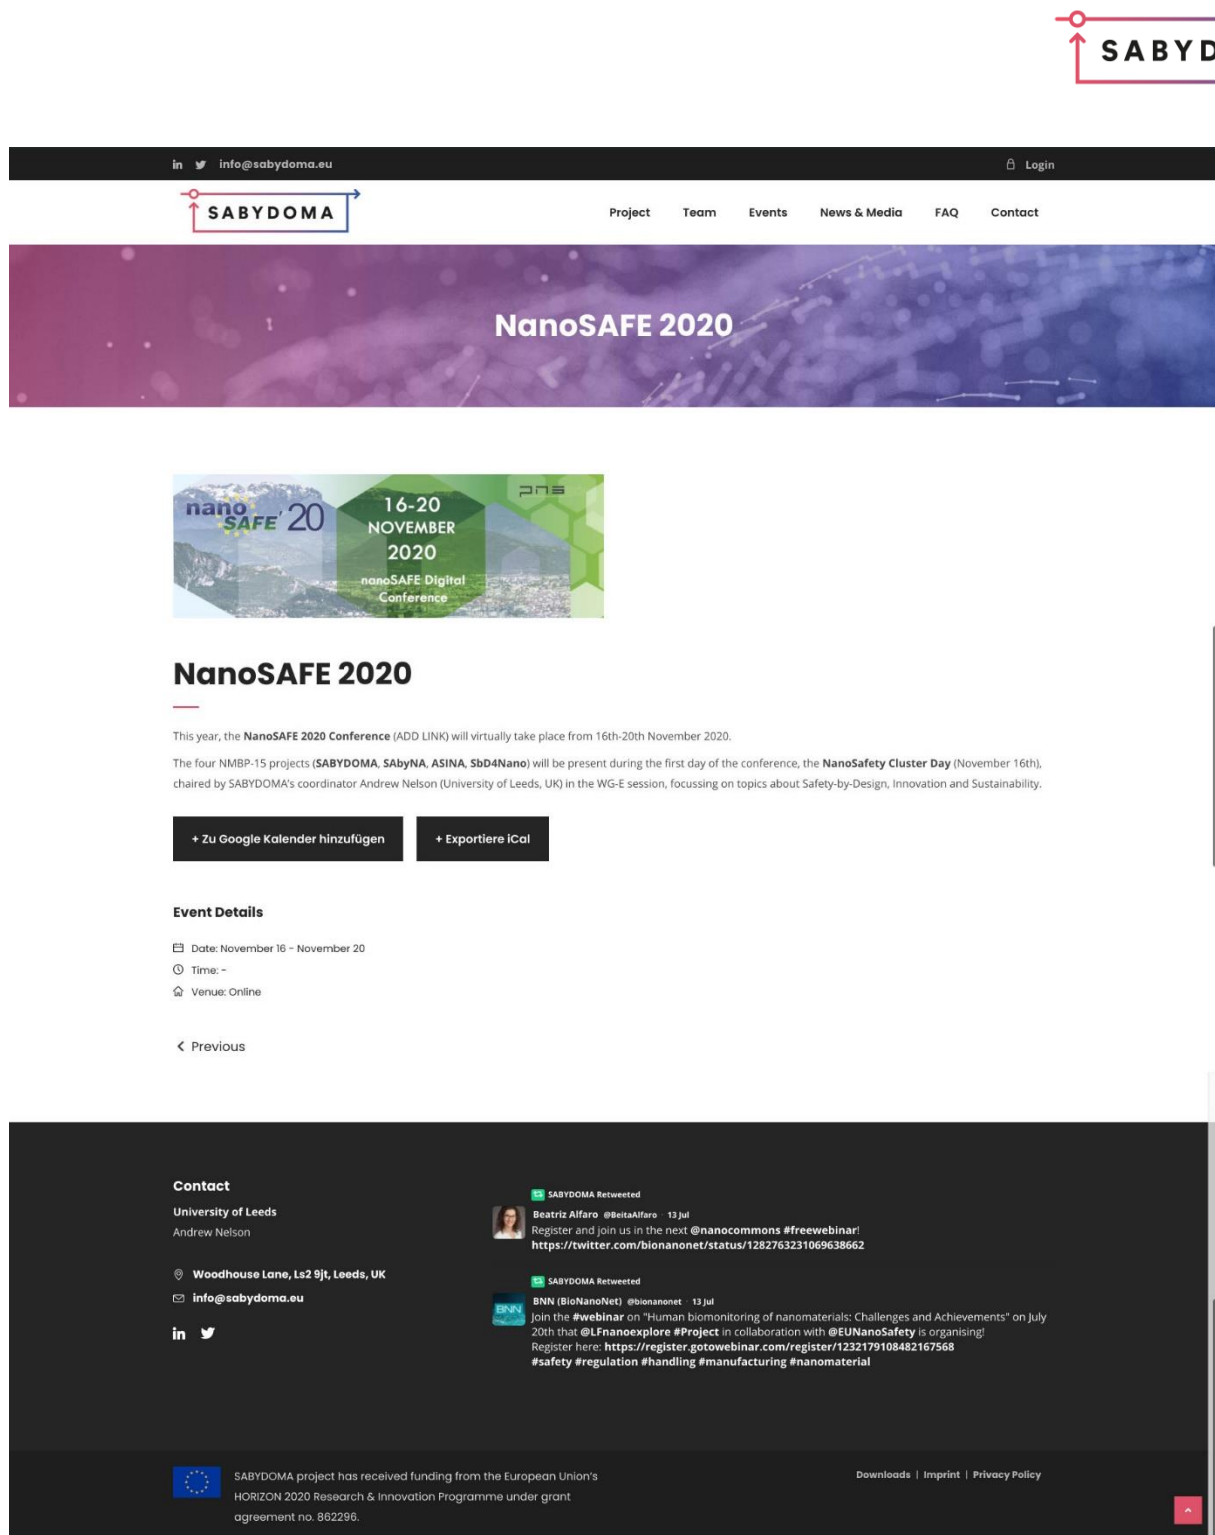 SABYD
info@sabydoma.eu
Login
SABYDOMA
Project Team Events News & Media FAQ Contact
NanoSAFE 2020
nano SAFE' 20
pns
16-20
NOVEMBER
2020
nanoSAFE Digital
Conference
NanoSAFE 2020
This year, the NanoSAFE 2020 Conference (ADD LINK) will virtually take place from 16th-20th November 2020.
The four NMBP-15 projects (SABYDOMA, SAbyNA, ASINA, SbD4Nano) will be present during the first day of the conference, the NanoSafety Cluster Day (November 16th),
chaired by SABYDOMA's coordinator Andrew Nelson (University of Leeds, UK) in the WG-E session, focussing on topics about Safety-by-Design, Innovation and Sustainability.
+ Zu Google Kalender hinzufügen
+ Exportiere iCal
Event Details
Date: November 16 - November 20
Time: -
Venue: Online
Previous
Contact
University of Leeds
Andrew Nelson
Woodhouse Lane, Ls2 9jt, Leeds, UK
info@sabydoma.eu
SABYDOMA Retweeted
Beatriz Alfaro @BeitaAlfaro · 13 Jul
Register and join us in the next @nanocommons #freewebinar!
https://twitter.com/bionanonet/status/1282763231069638662
SABYDOMA Retweeted
BNN
BNN (BioNanoNet) @bionanonet · 13 Jul
Join the #webinar on "Human biomonitoring of nanomaterials: Challenges and Achievements" on July
20th that @LFnanoexplore #Project in collaboration with @EUNanoSafety is organising!
Register here: https://register.gotowebinar.com/register/1232179108482167568
#safety #regulation #handling #manufacturing #nanomaterial
SABYDOMA project has received funding from the European Union's
HORIZON 2020 Research & Innovation Programme under grant
agreement no. 862296.
Downloads | Imprint | Privacy Policy